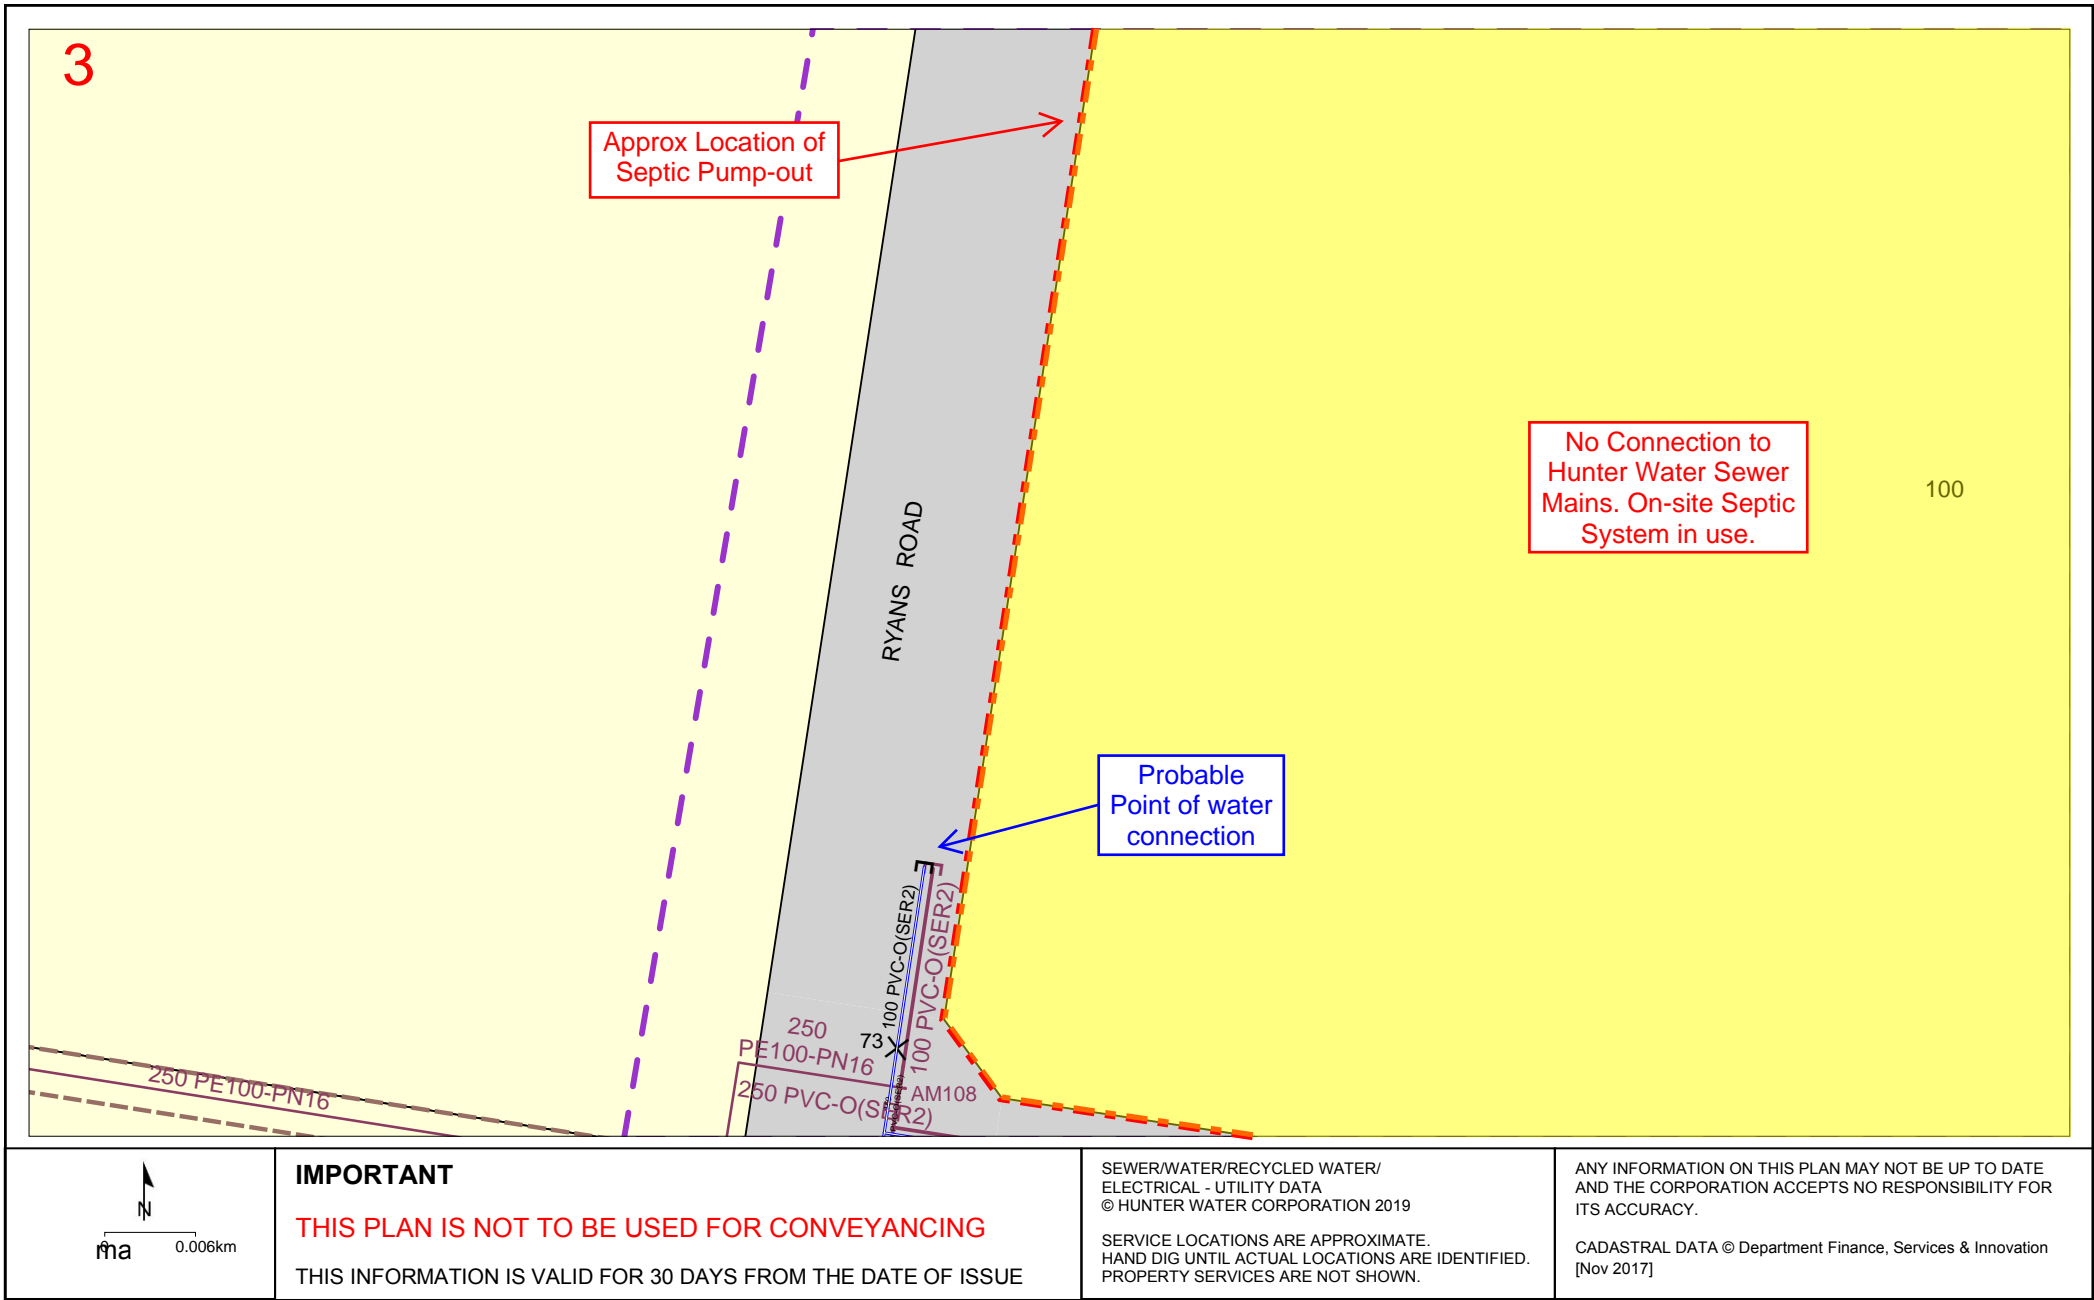 3
Approx Location of
Septic Pump-out
No Connection to
Hunter Water Sewer
Mains. On-site Septic
System in use.
100
RYANS ROAD
Probable
Point of water
connection
100 PVC-O(SER2)
100 PVC-O(SER2)
73
250
PE100-PN16
250 PE100-PN16
AM108
250 PVC-O(SER2)
N
0
ma
0.006km
IMPORTANT
THIS PLAN IS NOT TO BE USED FOR CONVEYANCING
THIS INFORMATION IS VALID FOR 30 DAYS FROM THE DATE OF ISSUE
SEWER/WATER/RECYCLED WATER/
ELECTRICAL - UTILITY DATA
© HUNTER WATER CORPORATION 2019
SERVICE LOCATIONS ARE APPROXIMATE.
HAND DIG UNTIL ACTUAL LOCATIONS ARE IDENTIFIED.
PROPERTY SERVICES ARE NOT SHOWN.
ANY INFORMATION ON THIS PLAN MAY NOT BE UP TO DATE
AND THE CORPORATION ACCEPTS NO RESPONSIBILITY FOR
ITS ACCURACY.
CADASTRAL DATA © Department Finance, Services & Innovation
[Nov 2017]